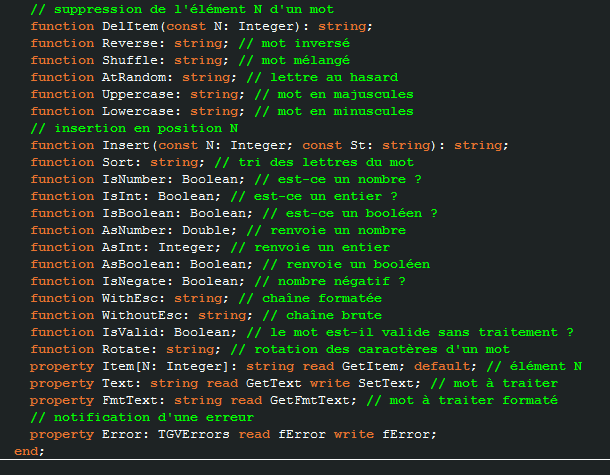 // suppression de l'élément N d'un mot
function DelItem(const N: Integer): string;
function Reverse: string; // mot inversé
function Shuffle: string; // mot mélangé
function AtRandom: string; // lettre au hasard
function Uppercase: string; // mot en majuscules
function Lowercase: string; // mot en minuscules
// insertion en position N
function Insert(const N: Integer; const St: string): string;
function Sort: string; // tri des lettres du mot
function IsNumber: Boolean; // est-ce un nombre ?
function IsInt: Boolean; // est-ce un entier ?
function IsBoolean: Boolean; // est-ce un booléen ?
function AsNumber: Double; // renvoie un nombre
function AsInt: Integer; // renvoie un entier
function AsBoolean: Boolean; // renvoie un booléen
function IsNegate: Boolean; // nombre négatif ?
function WithEsc: string; // chaîne formatée
function WithoutEsc: string; // chaîne brute
function IsValid: Boolean; // le mot est-il valide sans traitement ?
function Rotate: string; // rotation des caractères d'un mot
property Item[N: Integer]: string read GetItem; default; // élément N
property Text: string read GetText write SetText; // mot à traiter
property FmtText: string read GetFmtText; // mot à traiter formaté
// notification d'une erreur
property Error: TGVErrors read fError write fError;
end;